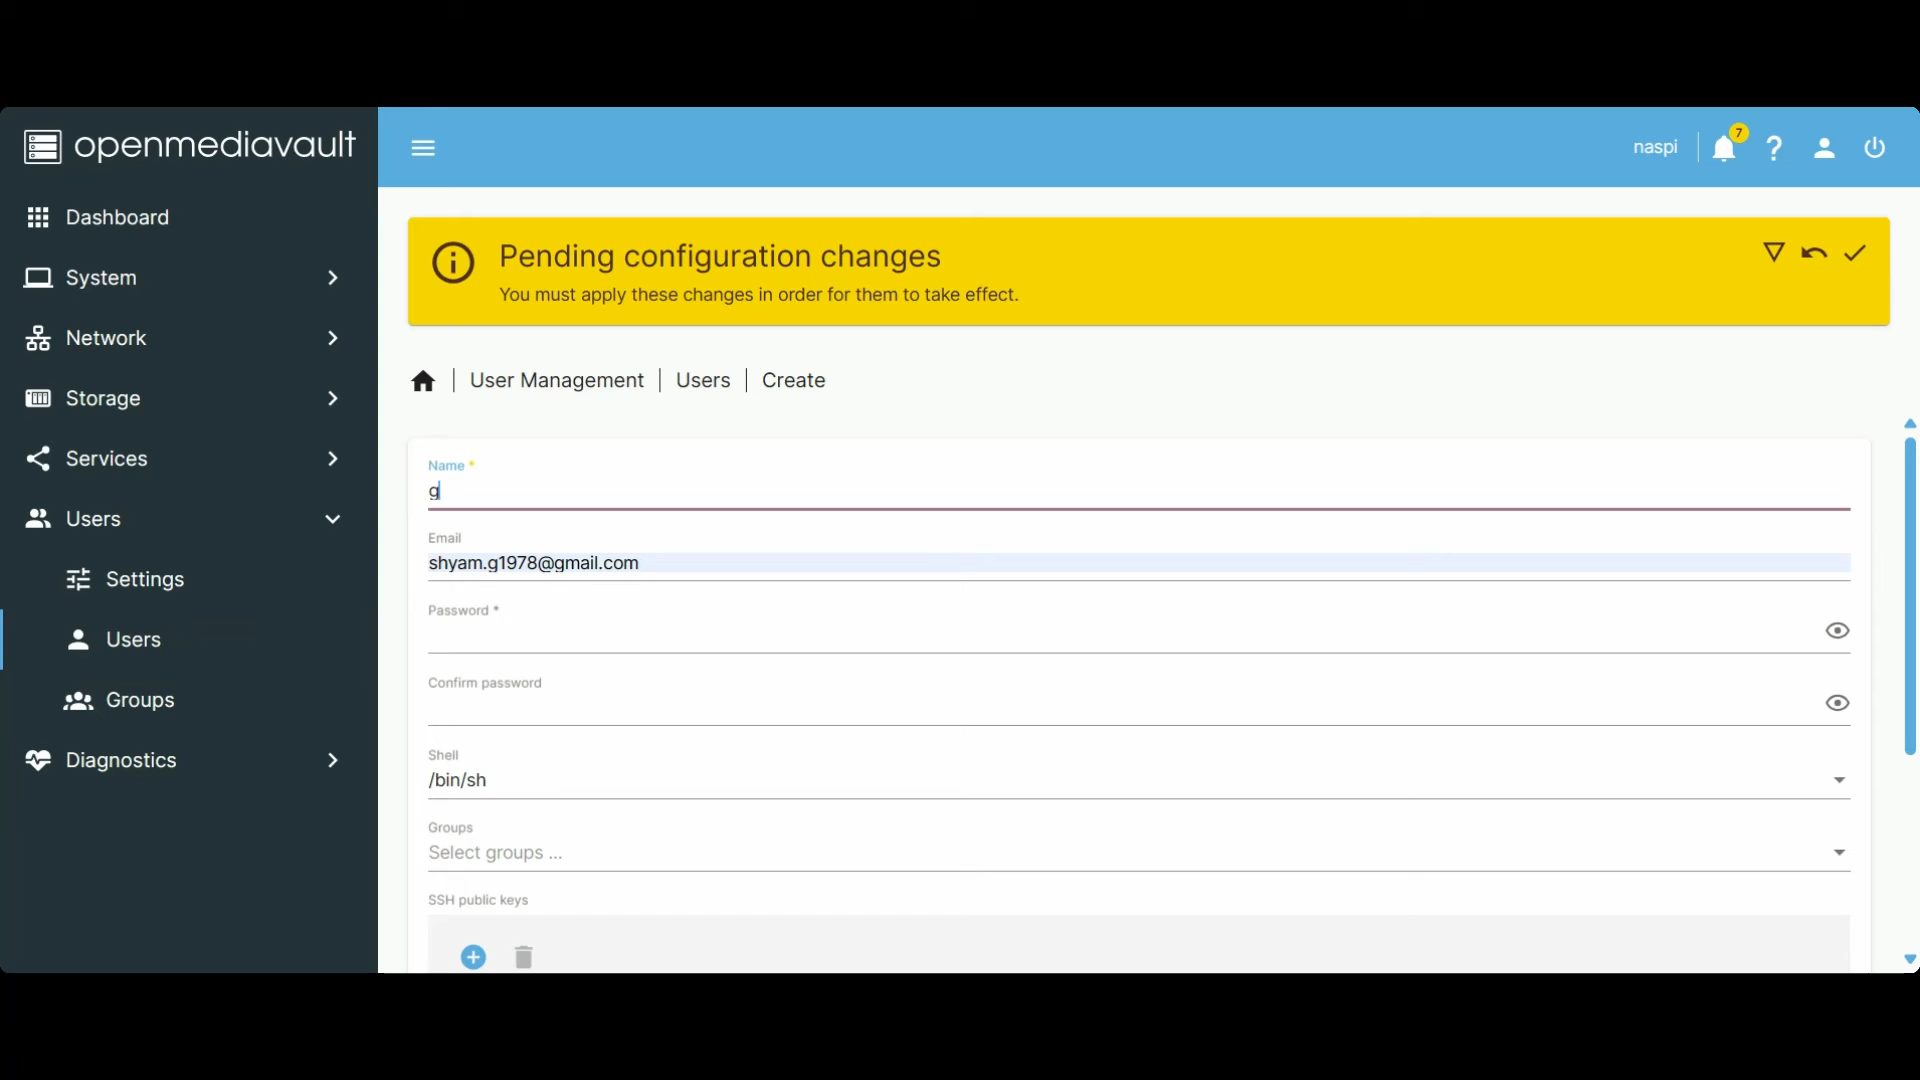 openmediavault
naspi
7
Dashboard
System
Network
Storage
Services
Users
Settings
Users
Groups
Diagnostics
Pending configuration changes
You must apply these changes in order for them to take effect.
User Management | Users | Create
Name *
g
Email
shyam.g1978@gmail.com
Password *
Confirm password
Shell
/bin/sh
Groups
Select groups ...
SSH public keys